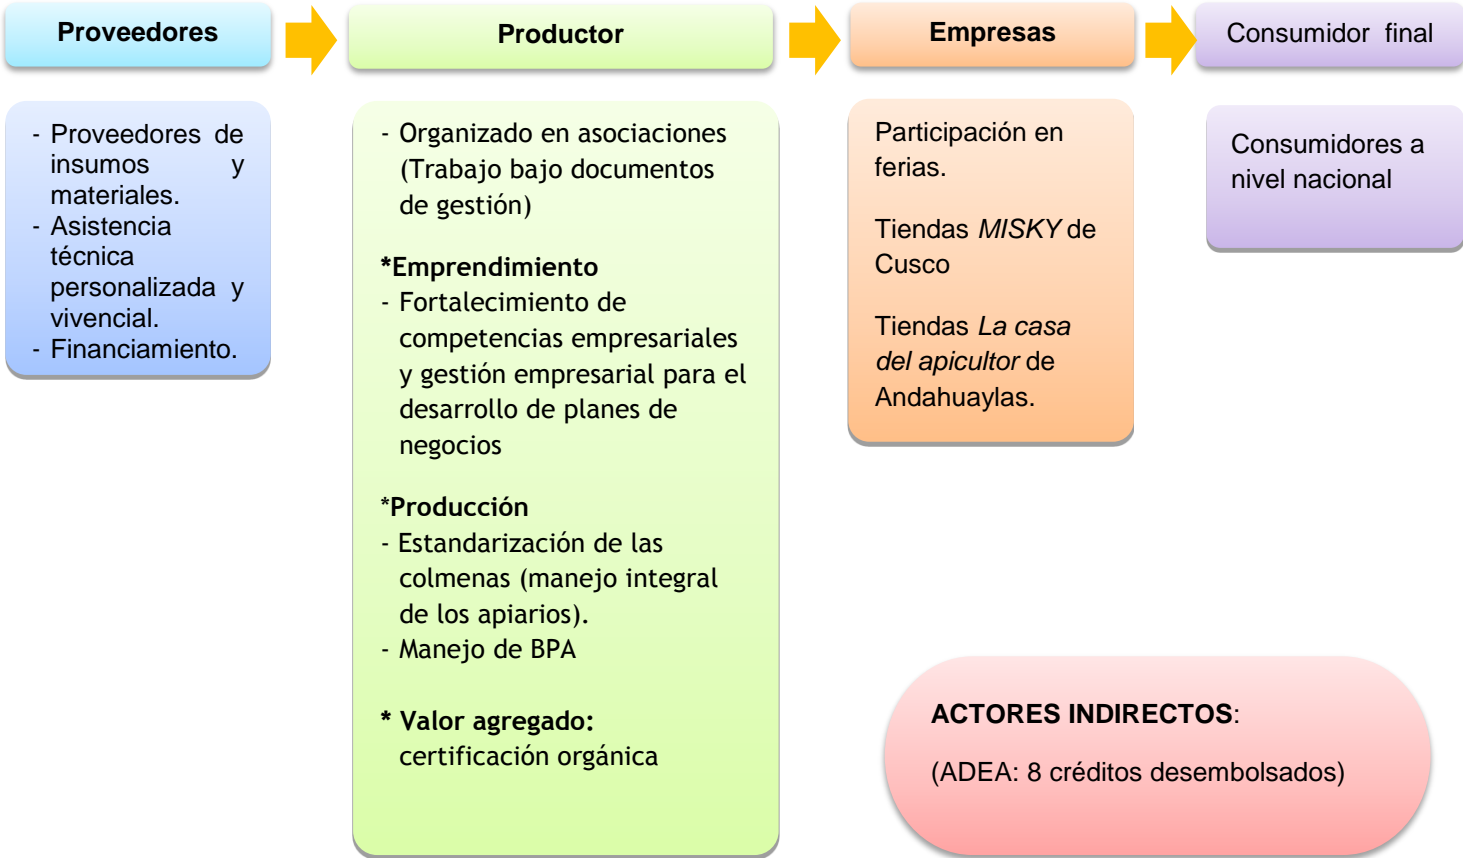 Proveedores
Productor
Empresas
Consumidor final
- Proveedores de
insumos y
materiales.
- Asistencia
técnica
personalizada y
vivencial.
- Financiamiento.
- Organizado en asociaciones
(Trabajo bajo documentos
de gestión)
*Emprendimiento
- Fortalecimiento de
competencias empresariales
y gestión empresarial para el
desarrollo de planes de
negocios
*Producción
- Estandarización de las
colmenas (manejo integral
de los apiarios).
- Manejo de BPA
* Valor agregado:
certificación orgánica
Participación en
ferias.
Tiendas MISKY de
Cusco
Tiendas La casa
del apicultor de
Andahuaylas.
Consumidores a
nivel nacional
ACTORES INDIRECTOS:
(ADEA: 8 créditos desembolsados)